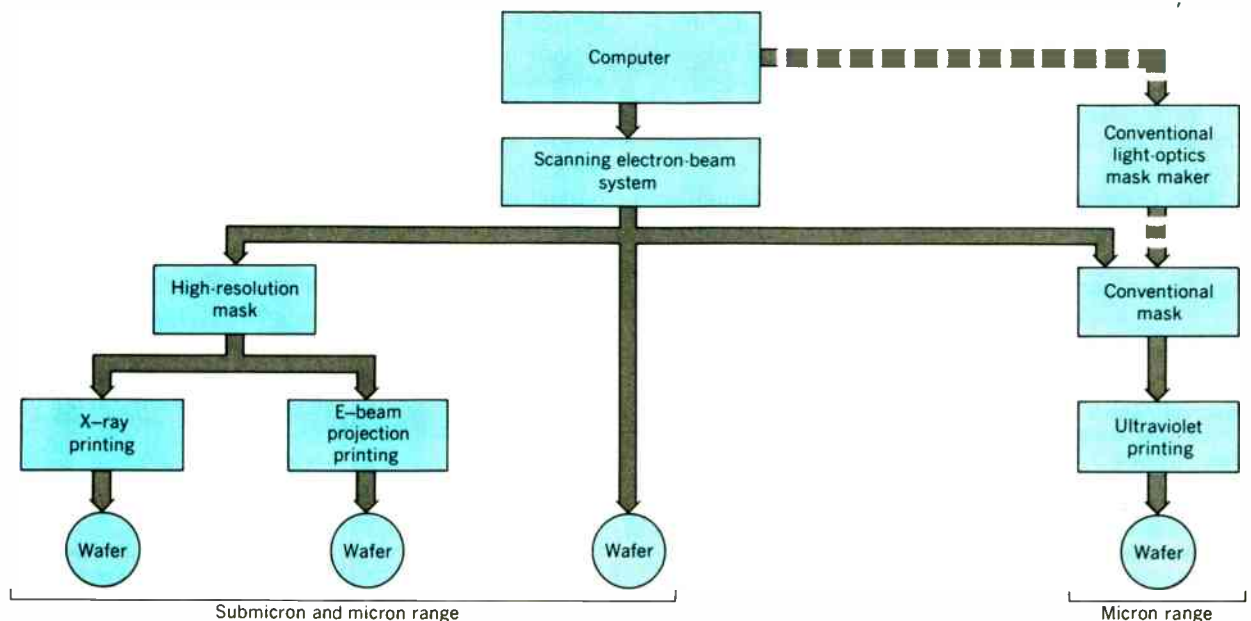 Computer
Scanning electron-beam
system
Conventional
light-optics
mask maker
High-resolution
mask
Conventional
mask
X–ray
printing
E–beam
projection
printing
Ultraviolet
printing
Wafer
Wafer
Wafer
Wafer
Submicron and micron range
Micron range